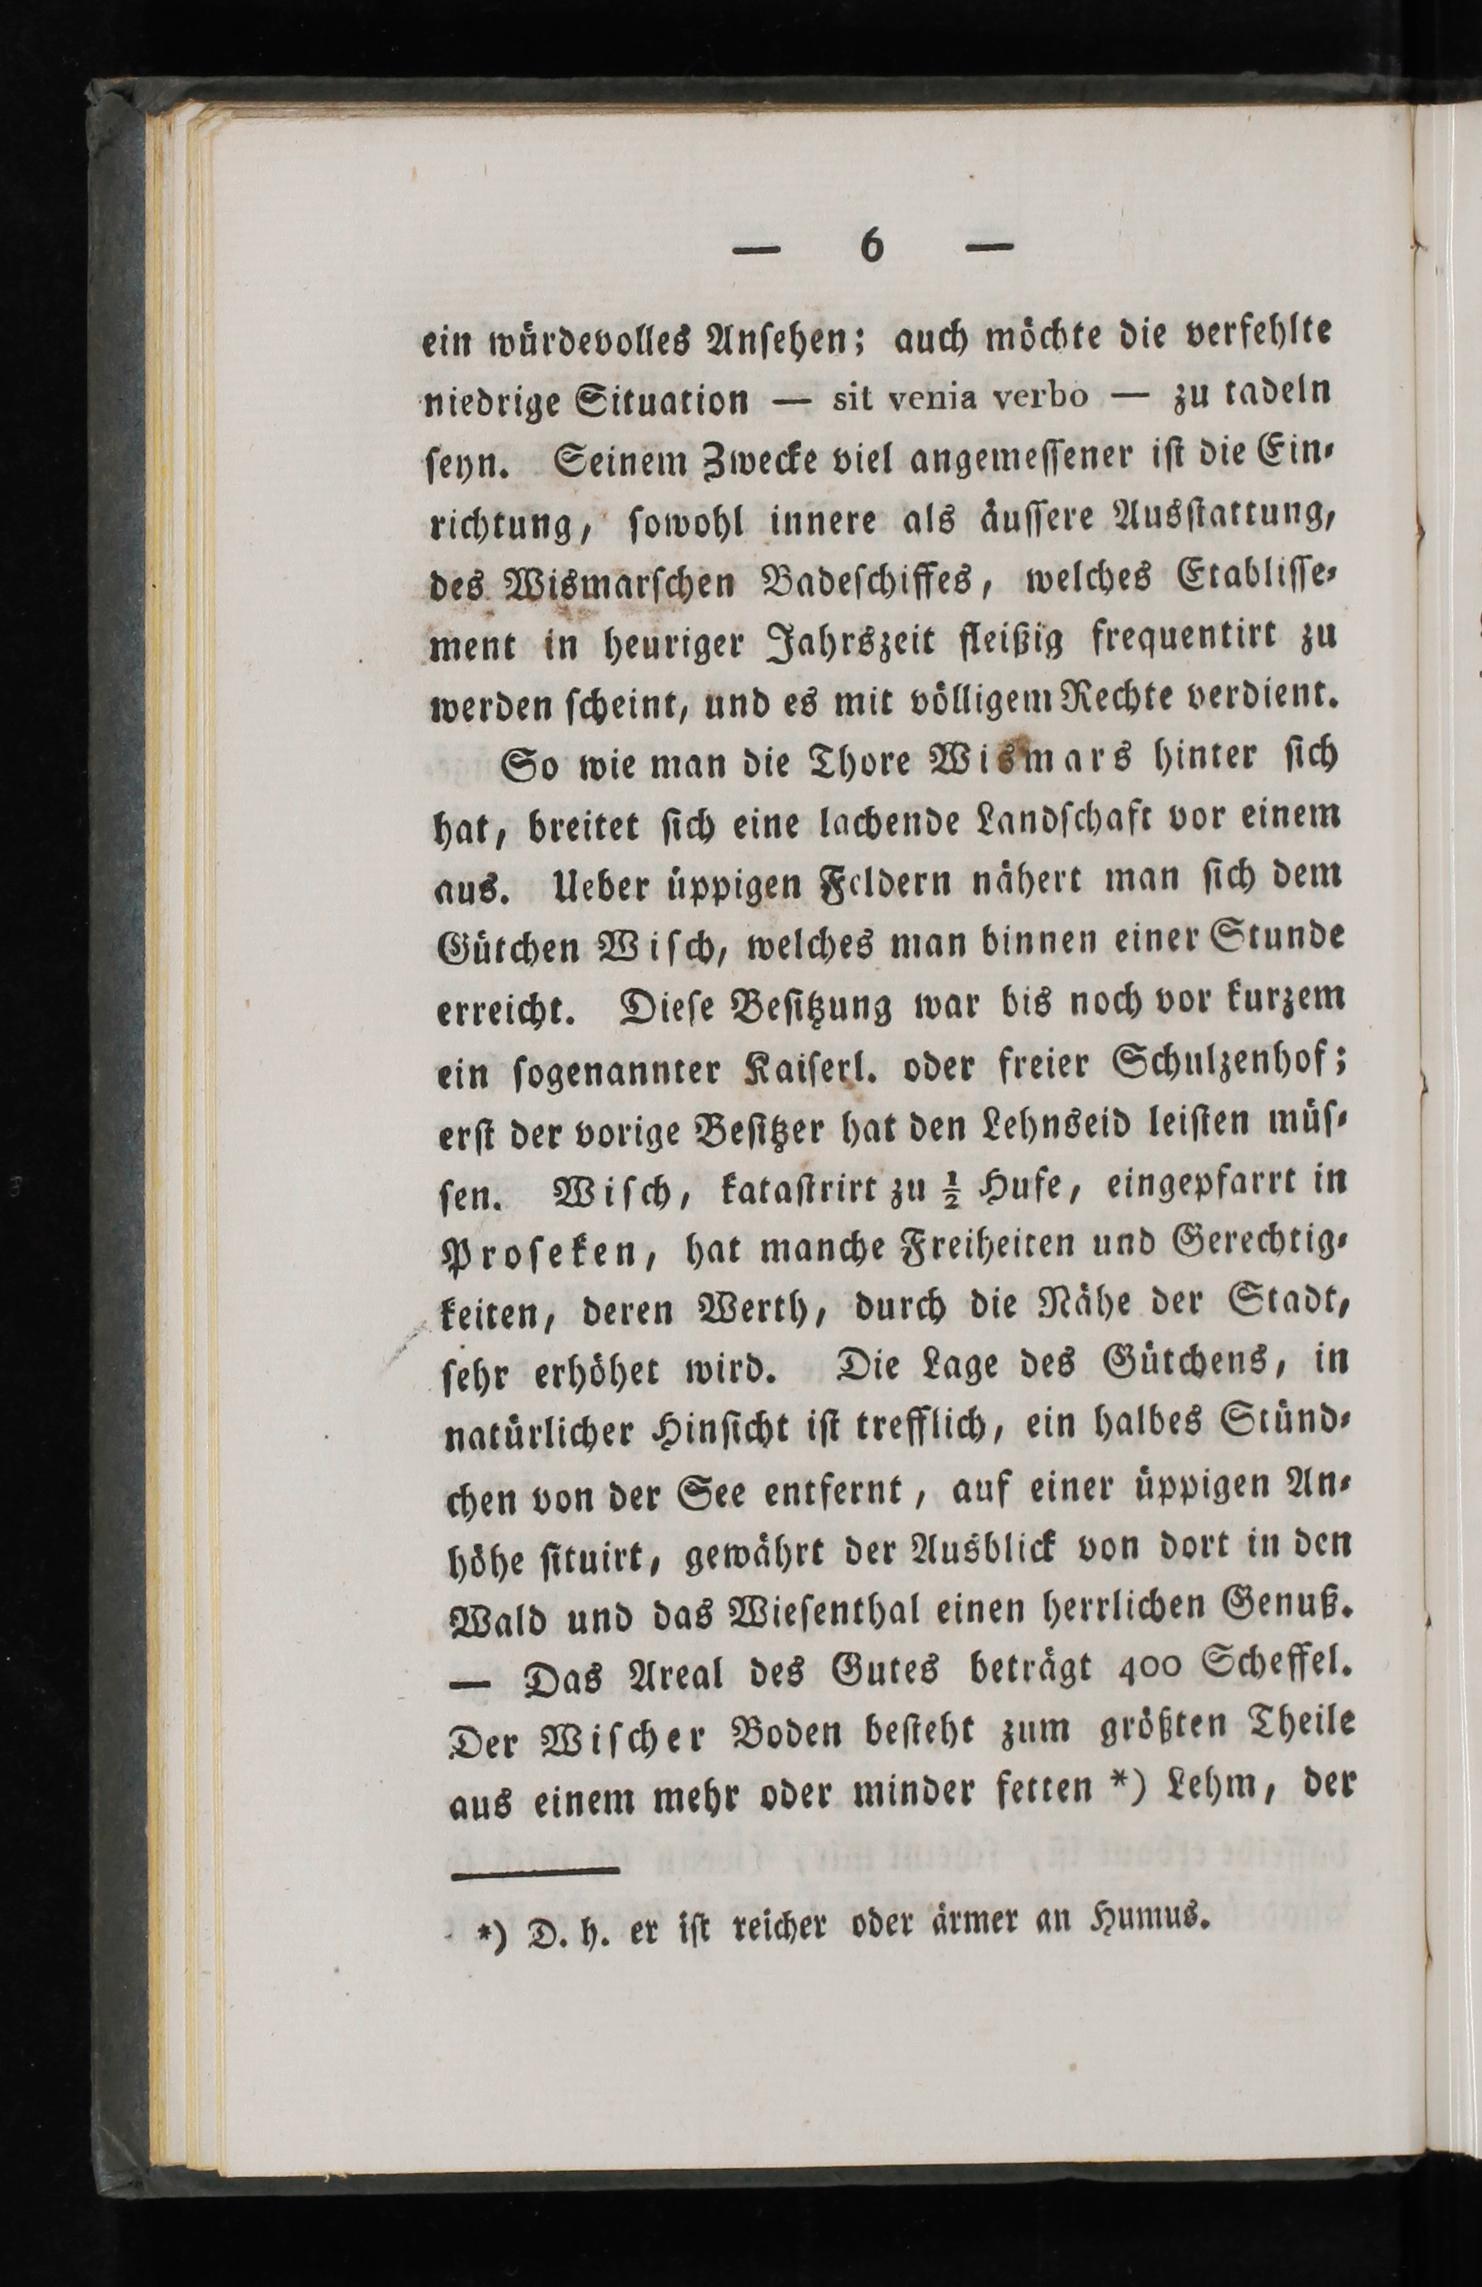 — 6 —
ein würdevolles Ansehen; auch möchte die verfehlte
niedrige Situation — sit venia verbo — zu tadeln
seyn. Seinem Zwecke viel angemessener ist die Ein-
richtung, sowohl innere als äussere Ausstattung,
des Wismarschen Badeschiffes, welches Etablisse-
ment in heuriger Jahrszeit fleißig frequentirt zu
werden scheint, und es mit völligem Rechte verdient.
So wie man die Thore Wismars hinter sich
hat, breitet sich eine lachende Landschaft vor einem
aus. Ueber üppigen Feldern nähert man sich dem
Gütchen Wisch, welches man binnen einer Stunde
erreicht. Diese Besitzung war bis noch vor kurzem
ein sogenannter Kaiserl. oder freier Schulzenhof;
erst der vorige Besitzer hat den Lehnseid leisten müs-
sen. Wisch, katastrirt zu ½ Hufe, eingepfarrt in
Proseken, hat manche Freiheiten und Gerechtig-
keiten, deren Werth, durch die Nähe der Stadt,
sehr erhöhet wird. Die Lage des Gütchens, in
natürlicher Hinsicht ist trefflich, ein halbes Stünd-
chen von der See entfernt, auf einer üppigen An-
höhe situirt, gewährt der Ausblick von dort in den
Wald und das Wiesenthal einen herrlichen Genuß.
— Das Areal des Gutes beträgt 400 Scheffel.
Der Wischer Boden besteht zum größten Theile
aus einem mehr oder minder fetten *) Lehm, der
*) D. h. er ist reicher oder ärmer an Humus.